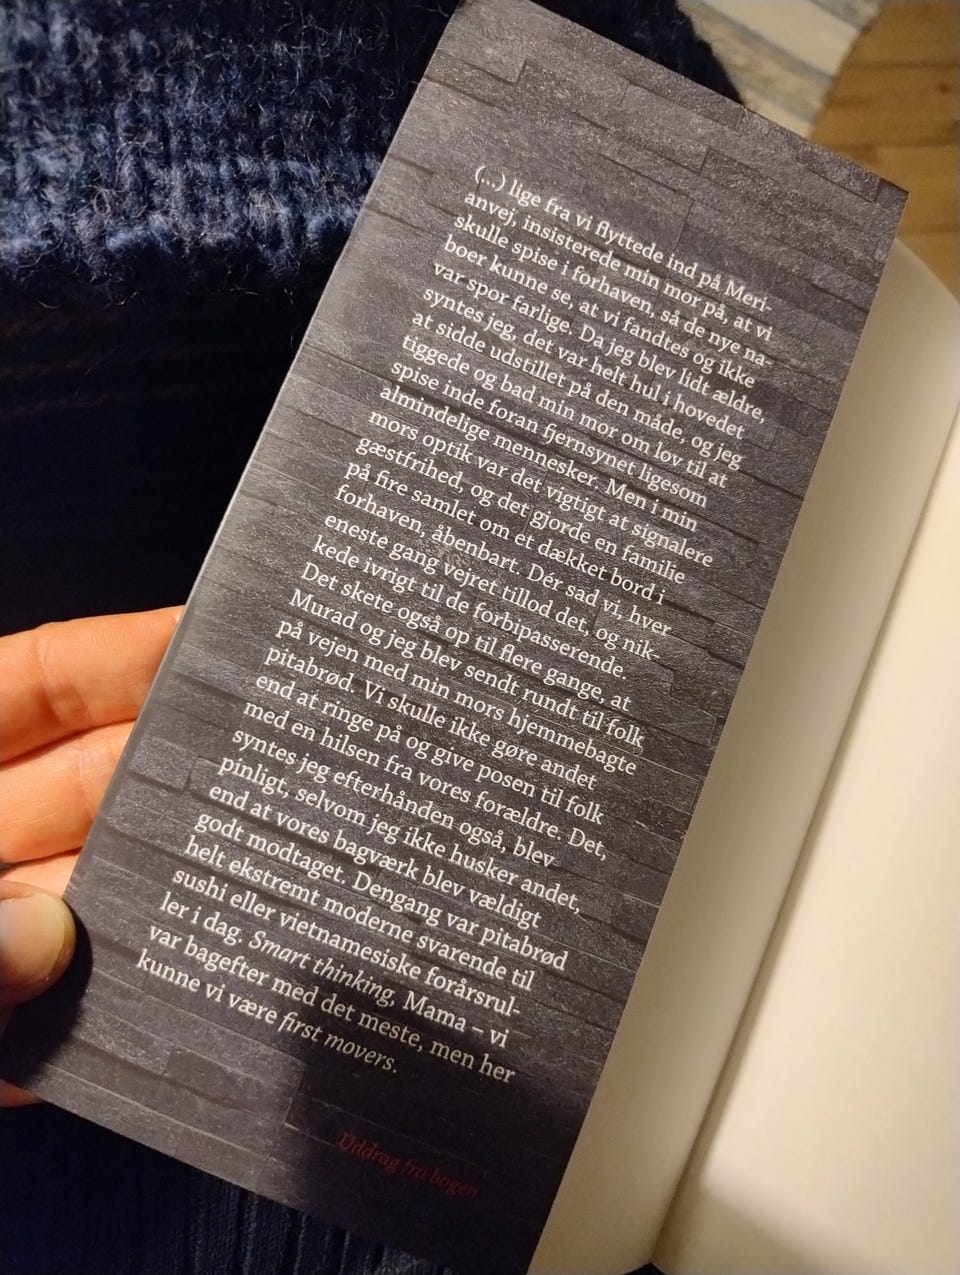 (...) lige fra vi flyttede ind på Meri-
anvej, insisterede min mor på, at vi
skulle spise i forhaven, så de nye na-
boer kunne se, at vi fandtes og ikke
var spor farlige. Da jeg blev lidt ældre,
syntes jeg, det var helt hul i hovedet
at sidde udstillet på den måde, og jeg
tiggede og bad min mor om lov til at
spise inde foran fjernsynet ligesom
almindelige mennesker. Men i min
mors optik var det vigtigt at signalere
gæstfrihed, og det gjorde en familie
på fire samlet om et dækket bord i
forhaven, åbenbart. Dér sad vi, hver
eneste gang vejret tillod det, og nik-
kede ivrigt til de forbipasserende.
Det skete også op til flere gange, at
Murad og jeg blev sendt rundt til folk
på vejen med min mors hjemmebagte
pitabrød. Vi skulle ikke gøre andet
end at ringe på og give posen til folk
med en hilsen fra vores forældre. Det,
syntes jeg efterhånden også, blev
pinligt, selvom jeg ikke husker andet,
end at vores bagværk blev vældigt
godt modtaget. Dengang var pitabrød
helt ekstremt moderne svarende til
sushi eller vietnamesiske forårsrul-
ler i dag. Smart thinking, Mama – vi
var bagefter med det meste, men her
kunne vi være first movers.
Uddrag fra bogen